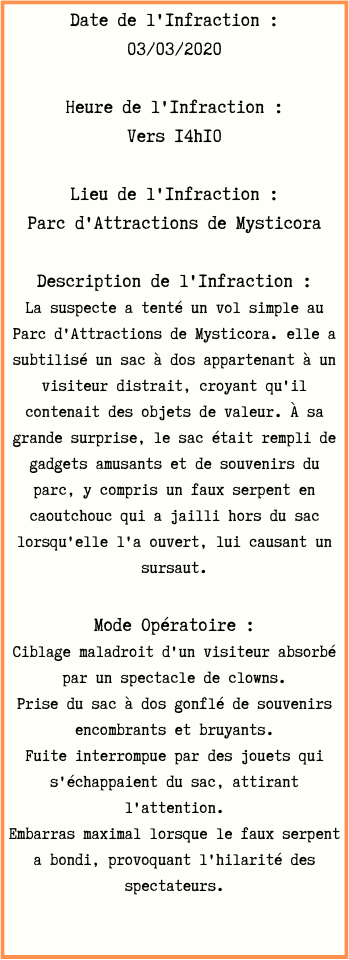 Date de l'Infraction :
03/03/2020
Heure de l'Infraction :
Vers I4hIO
Lieu de l'Infraction :
Parc d'Attractions de Mysticora
Description de l'Infraction :
La suspecte a tenté un vol simple au
Parc d'Attractions de Mysticora. elle a
subtilisé un sac à dos appartenant à un
visiteur distrait, croyant qu'il
contenait des objets de valeur. À sa
grande surprise, le sac était rempli de
gadgets amusants et de souvenirs du
parc, y compris un faux serpent en
caoutchouc qui a jailli hors du sac
lorsqu'elle l'a ouvert, lui causant un
sursaut.
Mode Opératoire :
Ciblage maladroit d'un visiteur absorbé
par un spectacle de clowns.
Prise du sac à dos gonflé de souvenirs
encombrants et bruyants.
Fuite interrompue par des jouets qui
s'échappaient du sac, attirant
l'attention.
Embarras maximal lorsque le faux serpent
a bondi, provoquant l'hilarité des
spectateurs.